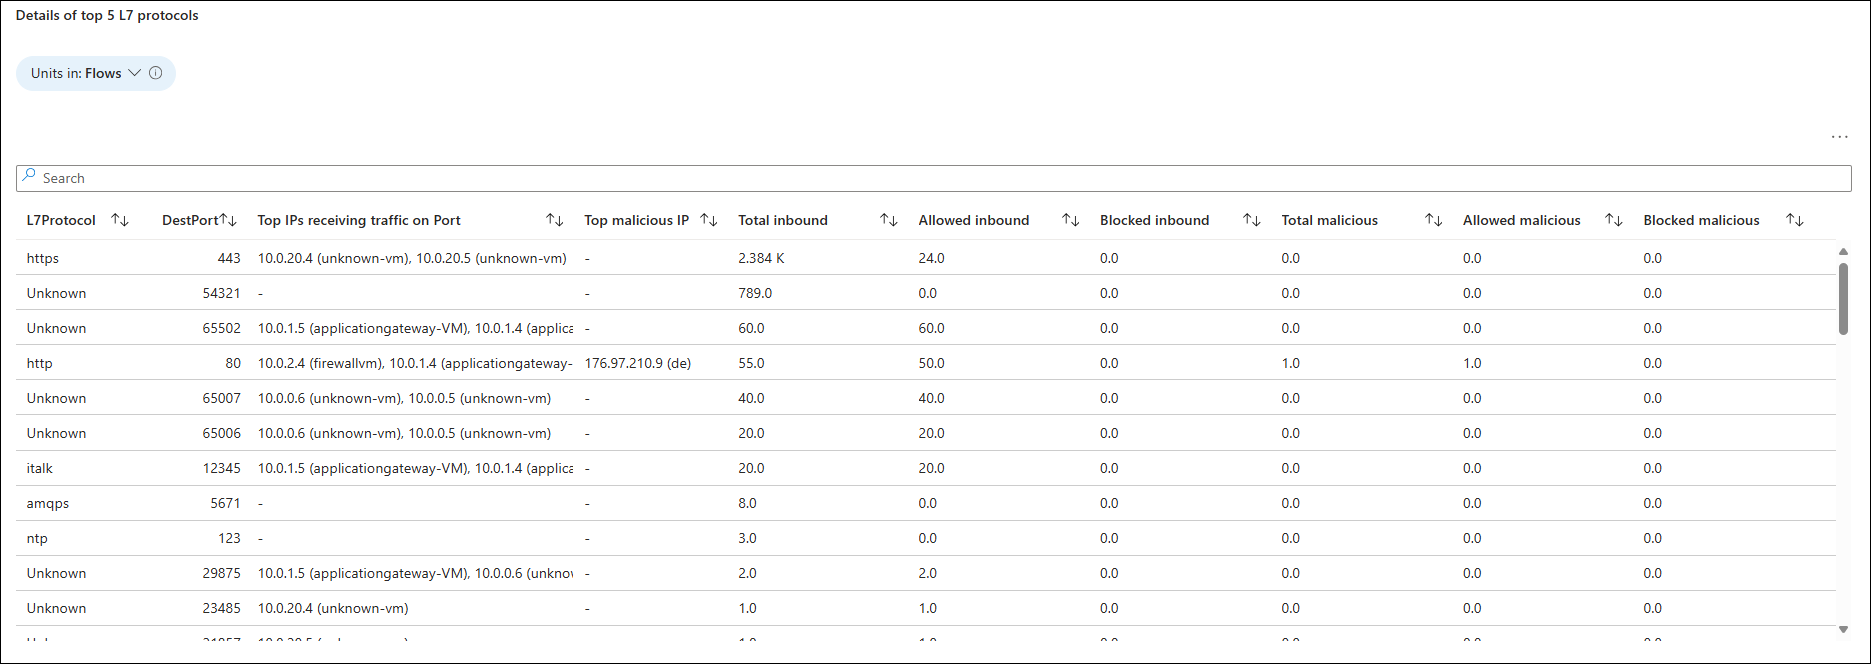 Details of top 5 L7 protocols
Units in: Flows
...
Search
L7Protocol DestPort Top IPs receiving traffic on Port Top malicious IP Total inbound Allowed inbound Blocked inbound Total malicious Allowed malicious Blocked malicious
https 443 10.0.20.4 (unknown-vm), 10.0.20.5 (unknown-vm) - 2.384 K 24.0 0.0 0.0 0.0 0.0
Unknown 54321 - - 789.0 0.0 0.0 0.0 0.0 0.0
Unknown 65502 10.0.1.5 (applicationgateway-VM), 10.0.1.4 (applica - 60.0 60.0 0.0 0.0 0.0 0.0
http 80 10.0.2.4 (firewallvm), 10.0.1.4 (applicationgateway- 176.97.210.9 (de) 55.0 50.0 0.0 1.0 1.0 0.0
Unknown 65007 10.0.0.6 (unknown-vm), 10.0.0.5 (unknown-vm) - 40.0 40.0 0.0 0.0 0.0 0.0
Unknown 65006 10.0.0.6 (unknown-vm), 10.0.0.5 (unknown-vm) - 20.0 20.0 0.0 0.0 0.0 0.0
italk 12345 10.0.1.5 (applicationgateway-VM), 10.0.1.4 (applica - 20.0 20.0 0.0 0.0 0.0 0.0
amqps 5671 - - 8.0 0.0 0.0 0.0 0.0 0.0
ntp 123 - - 3.0 0.0 0.0 0.0 0.0 0.0
Unknown 29875 10.0.1.5 (applicationgateway-VM), 10.0.0.6 (unkno - 2.0 2.0 0.0 0.0 0.0 0.0
Unknown 23485 10.0.20.4 (unknown-vm) - 1.0 1.0 0.0 0.0 0.0 0.0